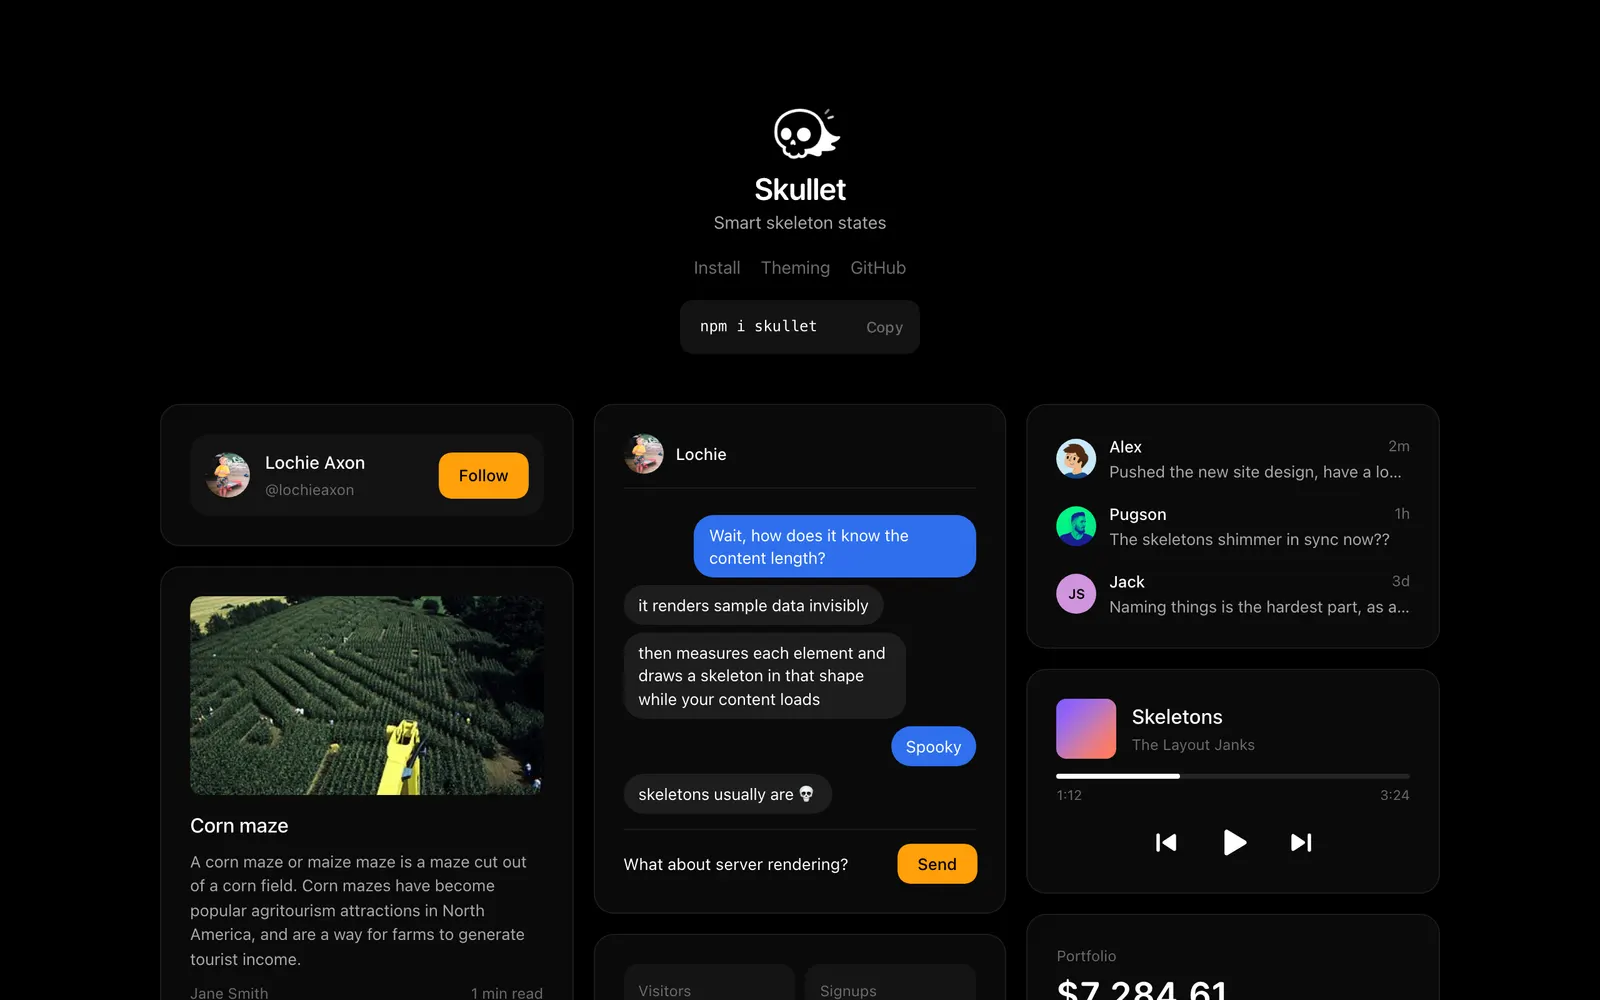 Skullet
Smart skeleton states
Install Theming GitHub
npm i skullet Copy
Lochie Axon
@lochieaxon
Follow
Corn maze
A corn maze or maize maze is a maze cut out
of a corn field. Corn mazes have become
popular agritourism attractions in North
America, and are a way for farms to generate
tourist income.
Jane Smith 1 min read
Lochie
Wait, how does it know the
content length?
it renders sample data invisibly
then measures each element and
draws a skeleton in that shape
while your content loads
Spooky
skeletons usually are 💀
What about server rendering? Send
Visitors Signups
Alex 2m
Pushed the new site design, have a lo...
Pugson 1h
The skeletons shimmer in sync now??
JS
Jack 3d
Naming things is the hardest part, as a...
Skeletons
The Layout Janks
1:12 3:24
Portfolio
$7,284.61